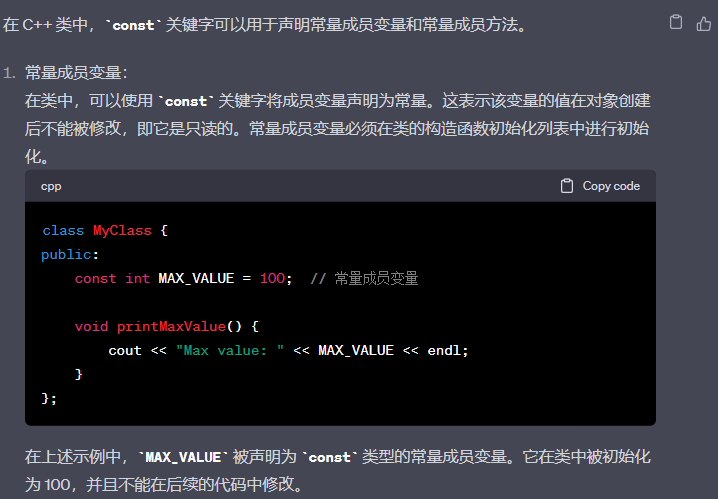 在 C++ 类中，`const` 关键字可以用于声明常量成员变量和常量成员方法。
1. 常量成员变量：
在类中，可以使用 `const` 关键字将成员变量声明为常量。这表示该变量的值在对象创建
后不能被修改，即它是只读的。常量成员变量必须在类的构造函数初始化列表中进行初始
化。
cpp Copy code
class MyClass {
public:
    const int MAX_VALUE = 100;  // 常量成员变量
    void printMaxValue() {
        cout << "Max value: " << MAX_VALUE << endl;
    }
};
在上述示例中，`MAX_VALUE` 被声明为 `const` 类型的常量成员变量。它在类中被初始化
为 100，并且不能在后续的代码中修改。